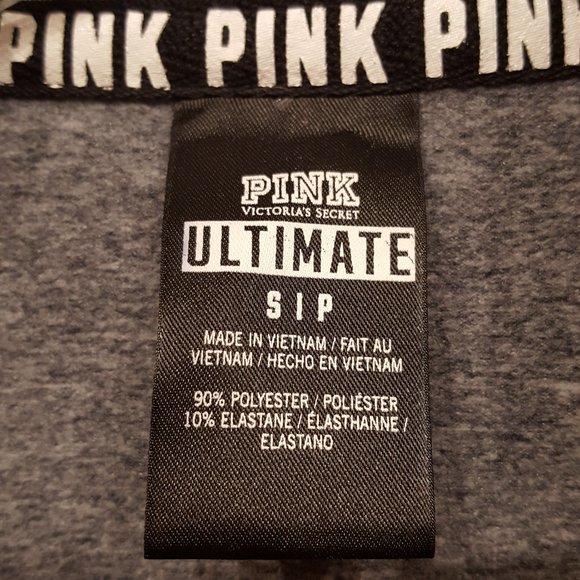 PINK PINK PINK
PINK
VICTORIA'S SECRET
ULTIMATE
S | P
MADE IN VIETNAM / FAIT AU
VIETNAM / HECHO EN VIETNAM
90% POLYESTER / POLIÉSTER
10% ELASTANE / ÉLASTHANNE /
ELASTANO